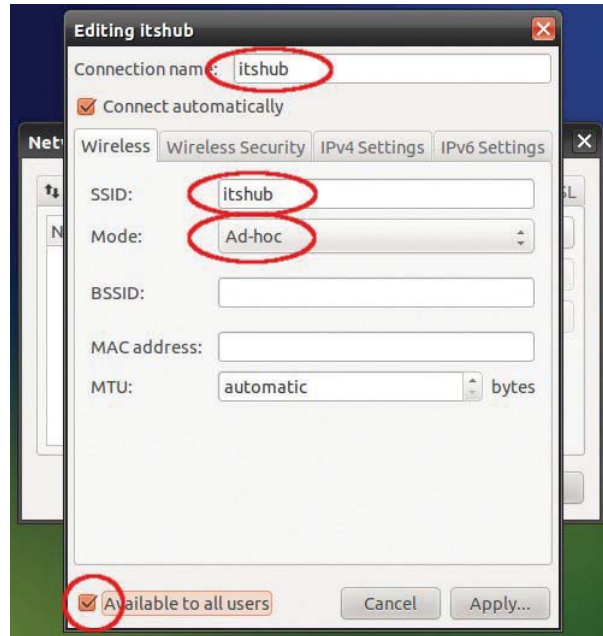 Editing itshub
Connection name: itshub
Connect automatically
Wireless Wireless Security IPv4 Settings IPv6 Settings
SSID: itshub
Mode: Ad-hoc
BSSID:
MAC address:
MTU: automatic bytes
Available to all users Cancel Apply...